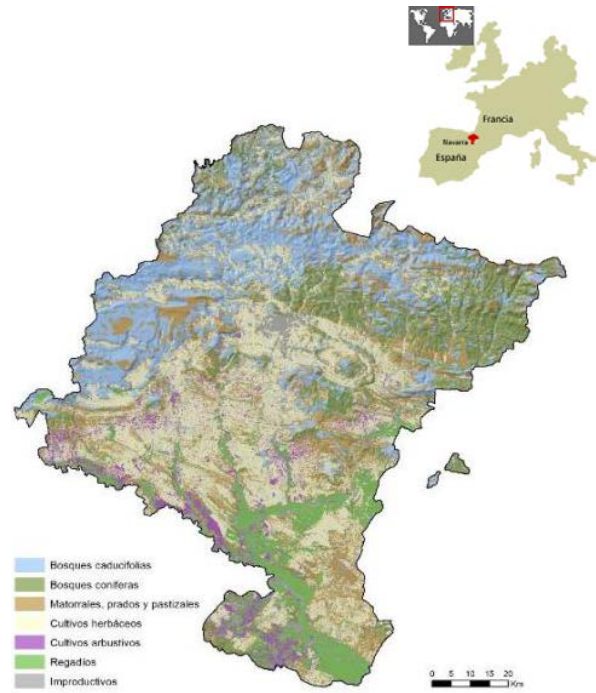 Francia
Navarra
España
Bosques caducifolias
Bosques coníferas
Matorrales, prados y pastizales
Cultivos herbáceos
Cultivos arbustivos
Regadíos
Improductivos
0 5 10 15 20
Km